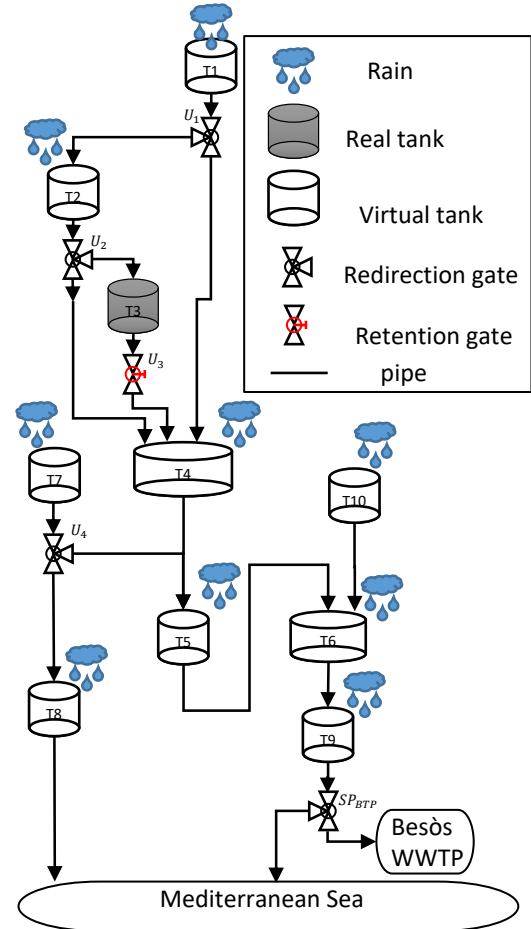 T1
Rain
U₁
Real tank
T2
Virtual tank
U₂
Redirection gate
T3
Retention gate
U₃
pipe
T4
T7
T10
U₄
T5
T6
T8
T9
SP_BTP
Besòs
WWTP
Mediterranean Sea